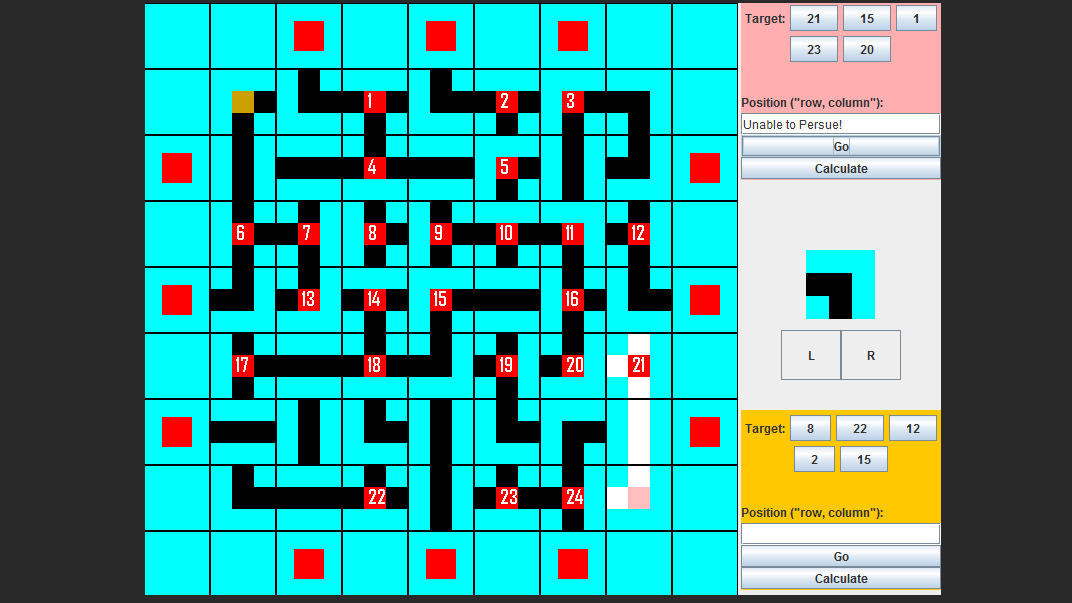 Target: 21 15 1
23 20
Position ("row, column"):
Unable to Persue!
Go
Calculate
1 2 3
4 5
6 7 8 9 10 11 12
13 14 15 16
17 18 19 20 21
22 23 24
L R
Target: 8 22 12
2 15
Position ("row, column"):
Go
Calculate